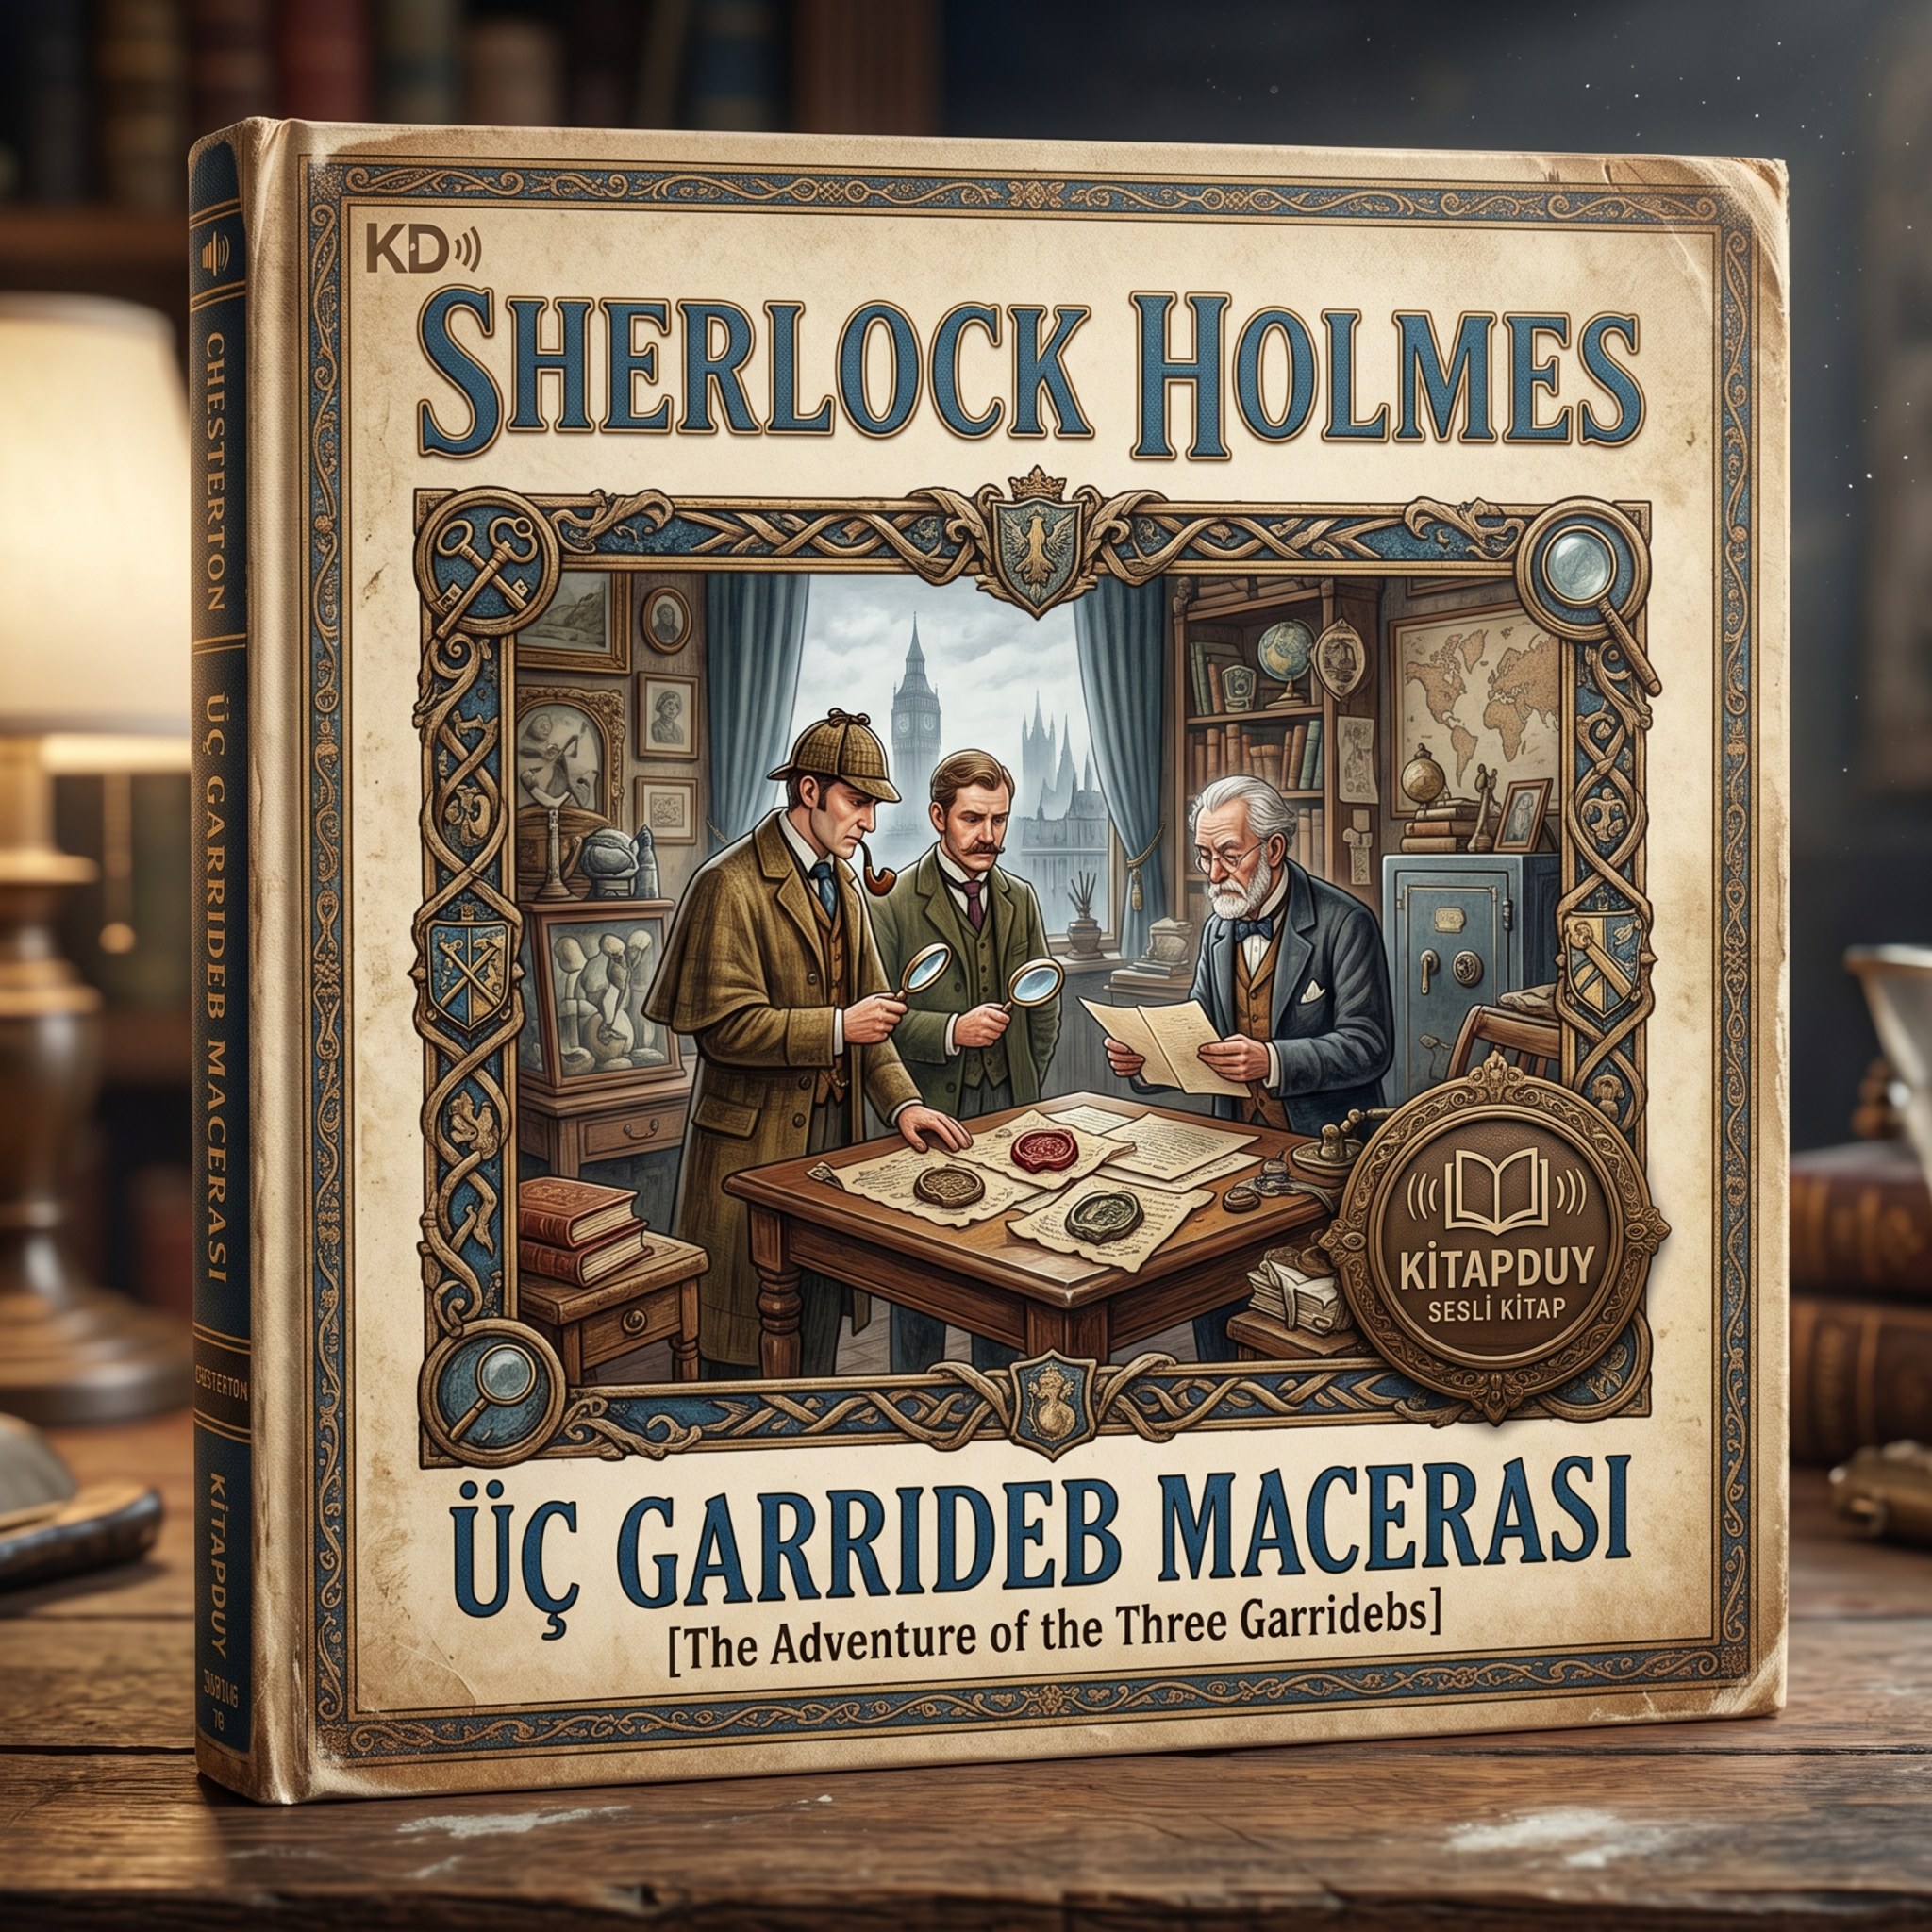 KD
SHERLOCK HOLMES
KİTAPDUY
SESLİ KİTAP
ÜÇ GARRIDEB MACERASI
[The Adventure of the Three Garridebs]
CHESTERTON
ÜÇ GARRIDEB MACERASI
CHESTERTON
KİTAPDUY